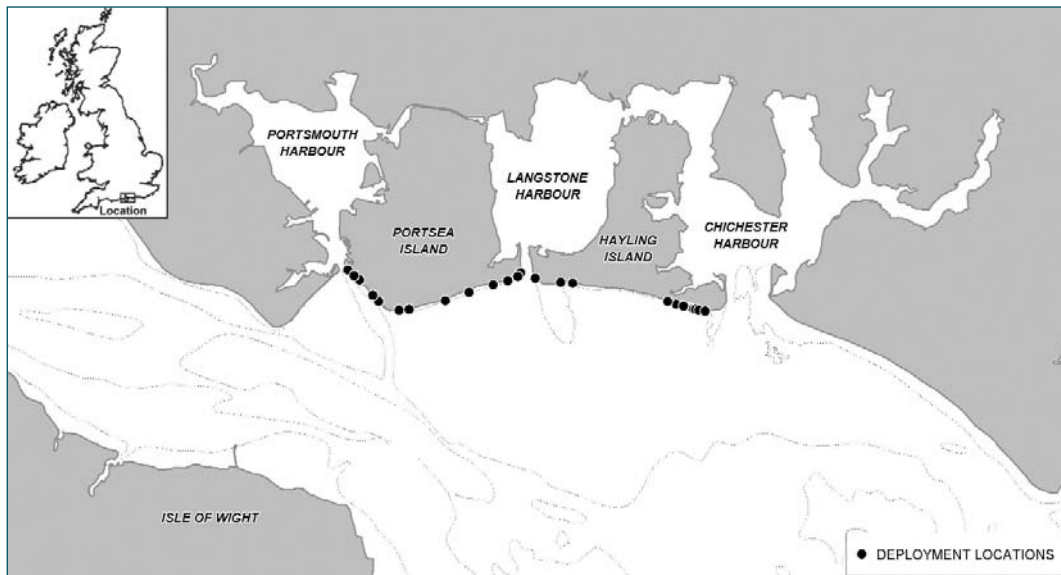 Location
PORTSMOUTH
HARBOUR
LANGSTONE
HARBOUR
PORTSEA
ISLAND
HAYLING
ISLAND
CHICHESTER
HARBOUR
ISLE OF WIGHT
DEPLOYMENT LOCATIONS